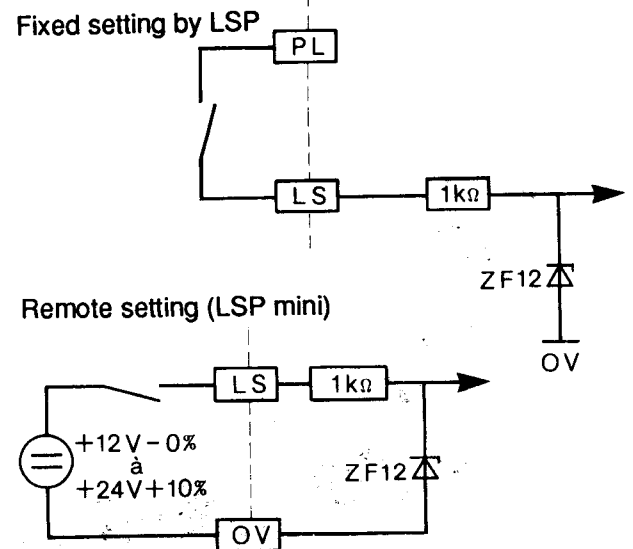 Fixed setting by LSP
PL
LS
1kΩ
ZF12
OV
Remote setting (LSP mini)
LS
1kΩ
+12V-0%
à
+24V+10%
ZF12
OV